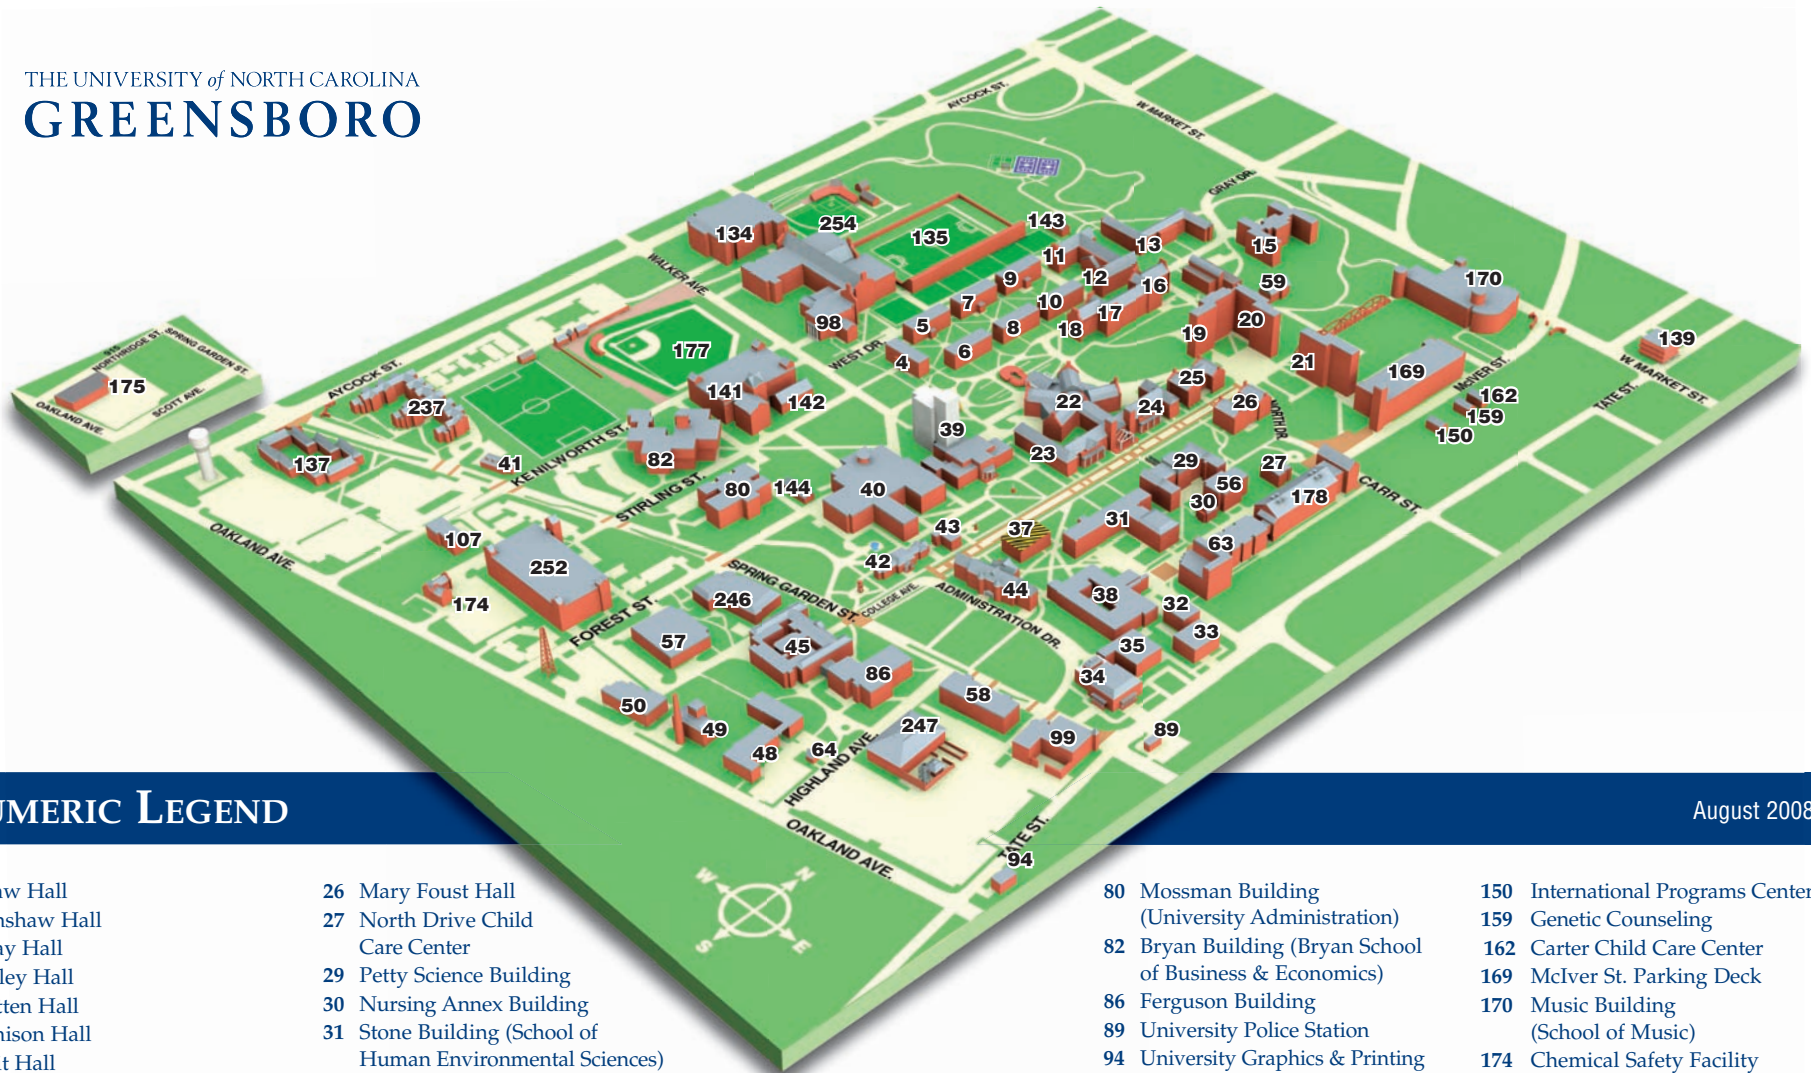 THE UNIVERSITY of NORTH CAROLINA
GREENSBORO
AYCOCK ST.
W. MARKET ST.
GRAY DR.
134
254
135
143
13
15
11
12
16
59
170
WALKER AVE.
9
7
10
17
98
5
8
18
19
20
139
177
4
6
WEST DR.
21
169
W. MARKET ST.
McIVER ST.
TATE ST.
NORTHRIDGE ST.
SPRING GARDEN ST.
175
SCOTT AVE.
OAKLAND AVE.
AYCOCK ST.
237
141
142
22
25
24
26
NORTH DR.
162
159
150
39
137
41
KENILWORTH ST.
82
23
29
27
56
30
178
CARR ST.
STIRLING ST.
80
144
40
OAKLAND AVE.
107
43
37
31
63
252
42
174
SPRING GARDEN ST.
COLLEGE AVE.
44
ADMINISTRATION DR.
38
32
33
246
FOREST ST.
57
45
35
86
34
50
58
49
48
64
247
99
89
HIGHLAND AVE.
OAKLAND AVE.
TATE ST.
94
UMERIC LEGEND
August 2008
W
N
S
E
aw Hall
nshaw Hall
ay Hall
ley Hall
tten Hall
nison Hall
t Hall
26 Mary Foust Hall
27 North Drive Child
Care Center
29 Petty Science Building
30 Nursing Annex Building
31 Stone Building (School of
Human Environmental Sciences)
80 Mossman Building
(University Administration)
82 Bryan Building (Bryan School
of Business & Economics)
86 Ferguson Building
89 University Police Station
94 University Graphics & Printing
150 International Programs Center
159 Genetic Counseling
162 Carter Child Care Center
169 McIver St. Parking Deck
170 Music Building
(School of Music)
174 Chemical Safety Facility